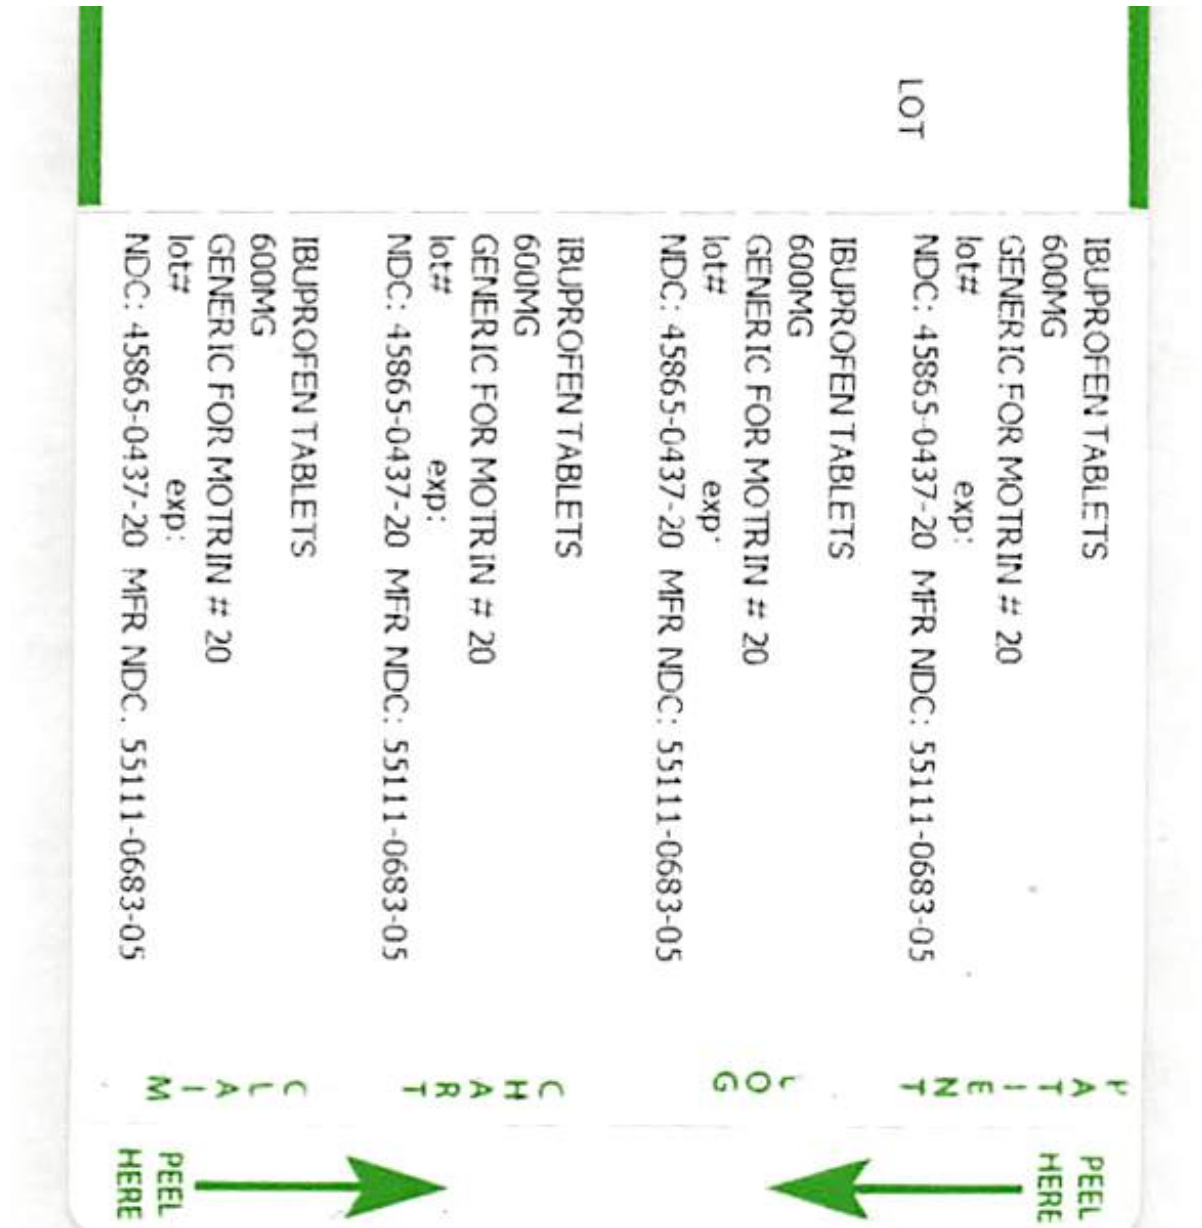 LOT
IBUPROFEN TABLETS
600MG
GENERIC FOR MOTRIN # 20
lot# exp:
NDC: 45865-0437-20 MFR NDC: 55111-0683-05
PATIENT
PEEL
HERE
IBUPROFEN TABLETS
600MG
GENERIC FOR MOTRIN # 20
lot# exp:
NDC: 45865-0437-20 MFR NDC: 55111-0683-05
LOG
IBUPROFEN TABLETS
600MG
GENERIC FOR MOTRIN # 20
lot# exp:
NDC: 45865-0437-20 MFR NDC: 55111-0683-05
CHART
IBUPROFEN TABLETS
600MG
GENERIC FOR MOTRIN # 20
lot# exp:
NDC: 45865-0437-20 MFR NDC. 55111-0683-05
CLAIM
PEEL
HERE